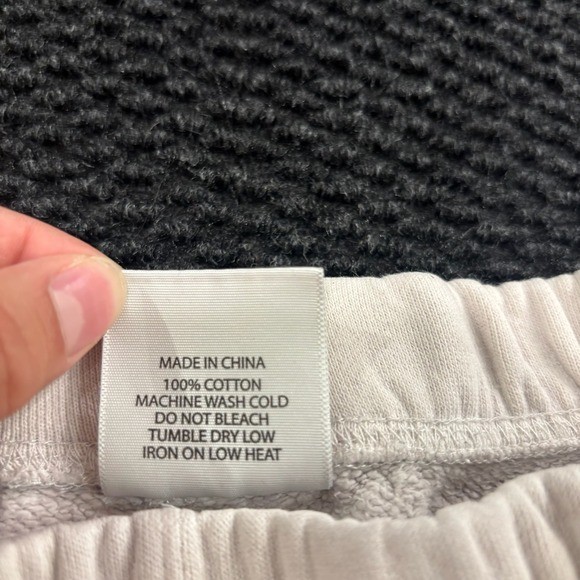 MADE IN CHINA
100% COTTON
MACHINE WASH COLD
DO NOT BLEACH
TUMBLE DRY LOW
IRON ON LOW HEAT